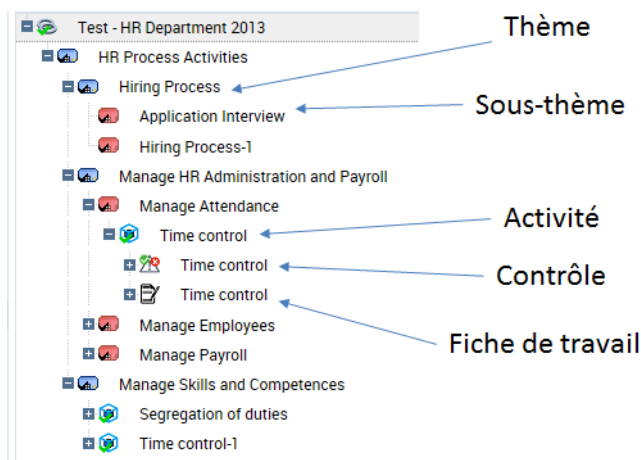 Test - HR Department 2013
Thème
HR Process Activities
Hiring Process
Sous-thème
Application Interview
Hiring Process-1
Manage HR Administration and Payroll
Manage Attendance
Activité
Time control
Contrôle
Time control
Time control
Fiche de travail
Manage Employees
Manage Payroll
Manage Skills and Competences
Segregation of duties
Time control-1